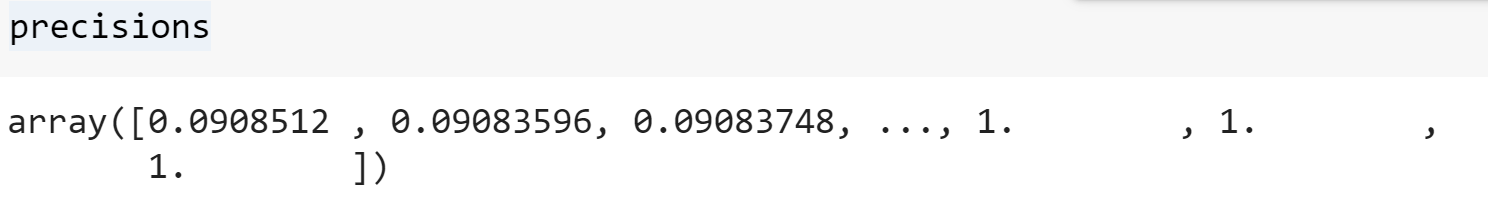 precisions
array([0.0908512 , 0.09083596, 0.09083748, ..., 1.        , 1.        ,
       1.        ])